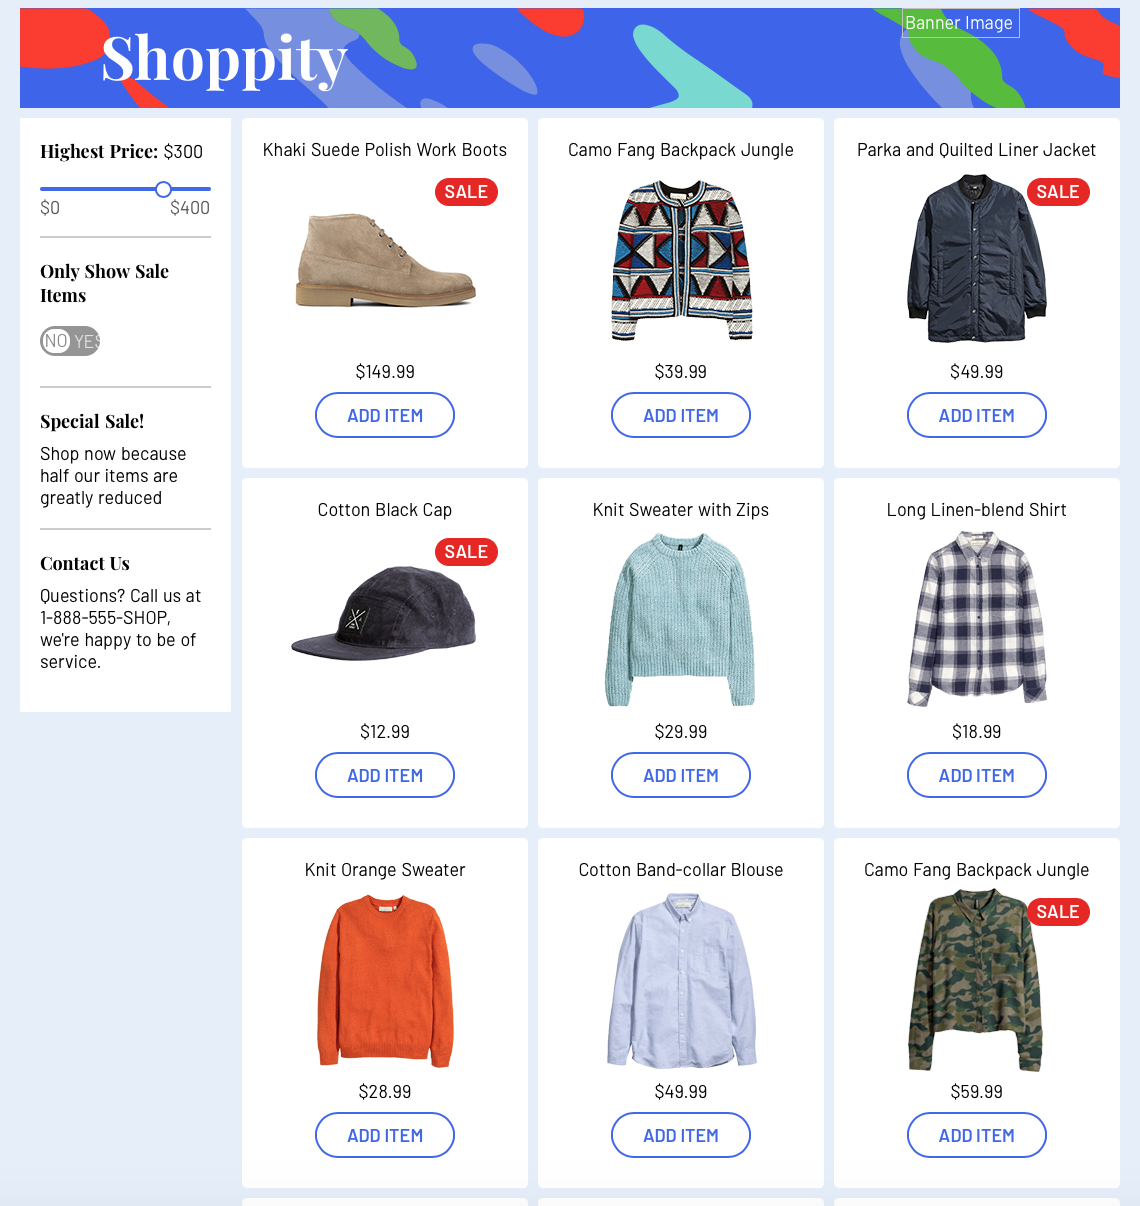 Shoppity
Banner Image
Highest Price: $300
$0 $400
Only Show Sale
Items
NO YES
Special Sale!
Shop now because
half our items are
greatly reduced
Contact Us
Questions? Call us at
1-888-555-SHOP,
we're happy to be of
service.
Khaki Suede Polish Work Boots
SALE
$149.99
ADD ITEM
Camo Fang Backpack Jungle
$39.99
ADD ITEM
Parka and Quilted Liner Jacket
SALE
$49.99
ADD ITEM
Cotton Black Cap
SALE
$12.99
ADD ITEM
Knit Sweater with Zips
$29.99
ADD ITEM
Long Linen-blend Shirt
$18.99
ADD ITEM
Knit Orange Sweater
$28.99
ADD ITEM
Cotton Band-collar Blouse
$49.99
ADD ITEM
Camo Fang Backpack Jungle
SALE
$59.99
ADD ITEM